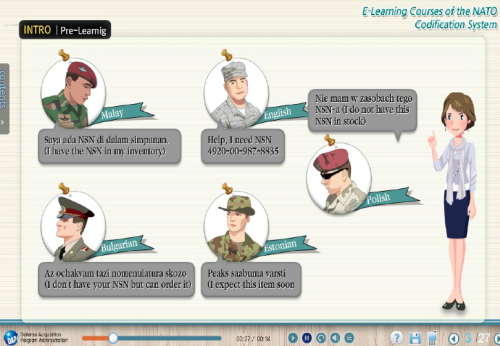 E-Learning Courses of the NATO
Codification System
INTRO | Pre-Learnig
contents
Malay
Saya ada NSN di dalam simpanan.
(I have the NSN in my inventory)
English
Help, I need NSN
4920-00-987-8835
Nie mam w zasobach tego
NSN-a (I do not have this
NSN in stock)
Polish
Bulgarian
Az ochakvam tazi nomenulatura skozo
(I don t have your NSN but can order it)
Estonian
Peaks saabuma varsti
(I expect this item soon
Defense Acquisition
Program Administration
00:27 / 00:34
3 /27